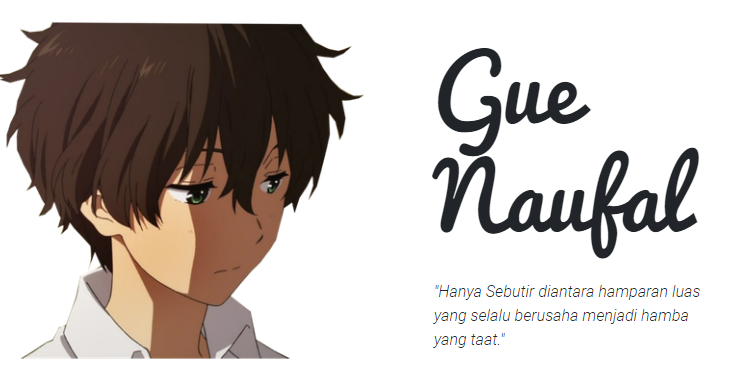 Gue
Naufal
"Hanya Sebutir diantara hamparan luas
yang selalu berusaha menjadi hamba
yang taat."